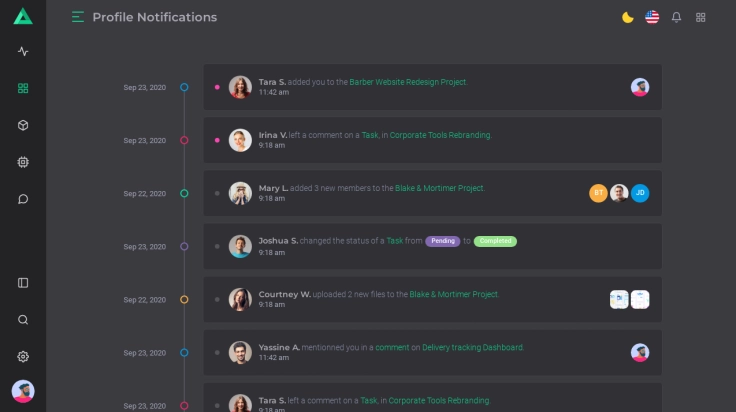 Profile Notifications
Sep 23, 2020
Tara S. added you to the Barber Website Redesign Project.
11:42 am
Sep 23, 2020
Irina V. left a comment on a Task, in Corporate Tools Rebranding.
9:18 am
Sep 22, 2020
Mary L. added 3 new members to the Blake & Mortimer Project.
9:18 am
BT
JD
Sep 23, 2020
Joshua S. changed the status of a Task from Pending to Completed
9:18 am
Sep 22, 2020
Courtney W. uploaded 2 new files to the Blake & Mortimer Project.
9:18 am
Sep 23, 2020
Yassine A. mentionned you in a comment on Delivery tracking Dashboard.
11:42 am
Sep 23, 2020
Tara S. left a comment on a Task, in Corporate Tools Rebranding.
9:18 am